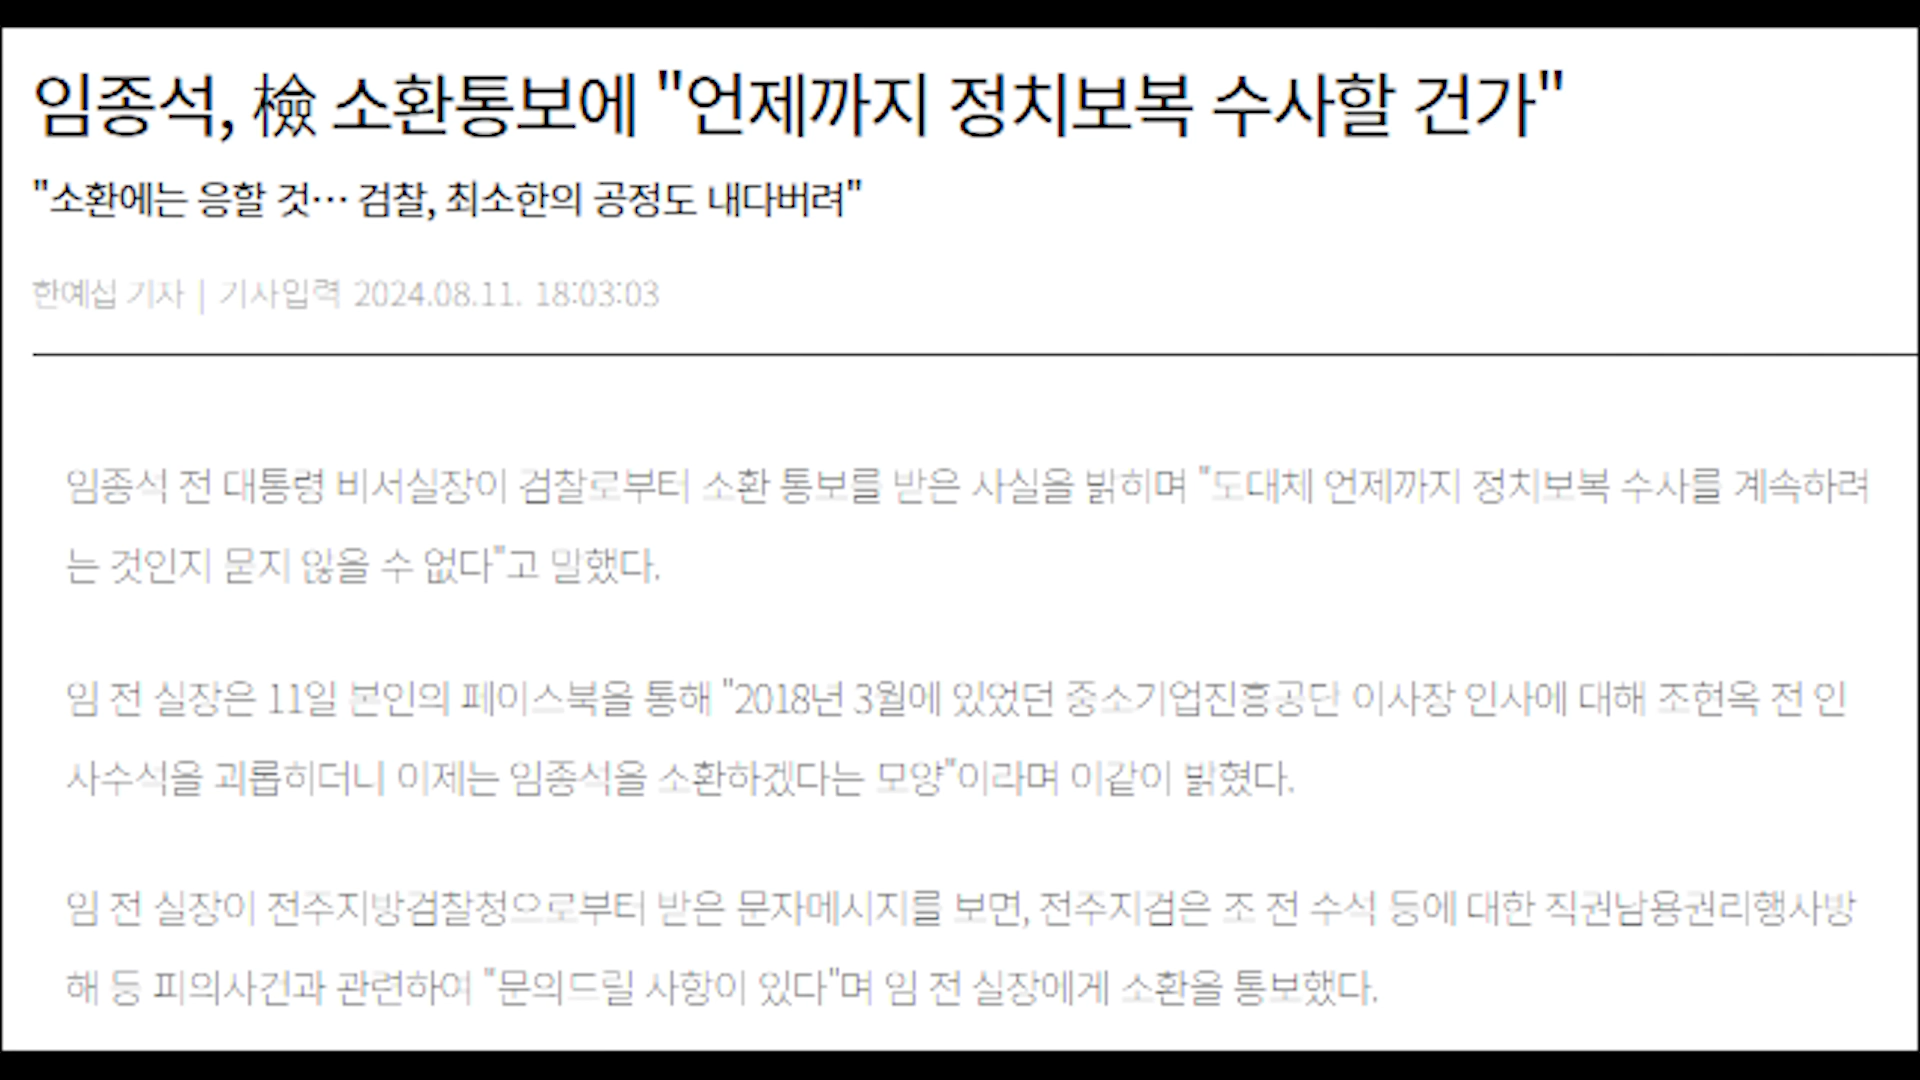 임종석, 檢 소환통보에 "언제까지 정치보복 수사할 건가"
"소환에는 응할 것… 검찰, 최소한의 공정도 내다버려"
한예섭 기자 | 기사입력 2024.08.11. 18:03:03
임종석 전 대통령 비서실장이 검찰로부터 소환 통보를 받은 사실을 밝히며 "도대체 언제까지 정치보복 수사를 계속하려
는 것인지 묻지 않을 수 없다"고 말했다.
임 전 실장은 11일 본인의 페이스북을 통해 "2018년 3월에 있었던 중소기업진흥공단 이사장 인사에 대해 조현옥 전 인
사수석을 괴롭히더니 이제는 임종석을 소환하겠다는 모양"이라며 이같이 밝혔다.
임 전 실장이 전주지방검찰청으로부터 받은 문자메시지를 보면, 전주지검은 조 전 수석 등에 대한 직권남용권리행사방
해 등 피의사건과 관련하여 "문의드릴 사항이 있다"며 임 전 실장에게 소환을 통보했다.